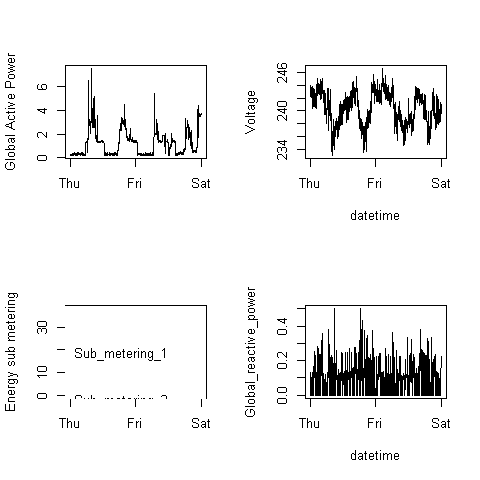 Global Active Power
0 2 4 6
Thu Fri Sat
Voltage
234 240 246
Thu Fri Sat
datetime
Energy sub metering
0 10 30
Sub_metering_1
Thu Fri Sat
Global_reactive_power
0.0 0.2 0.4
Thu Fri Sat
datetime